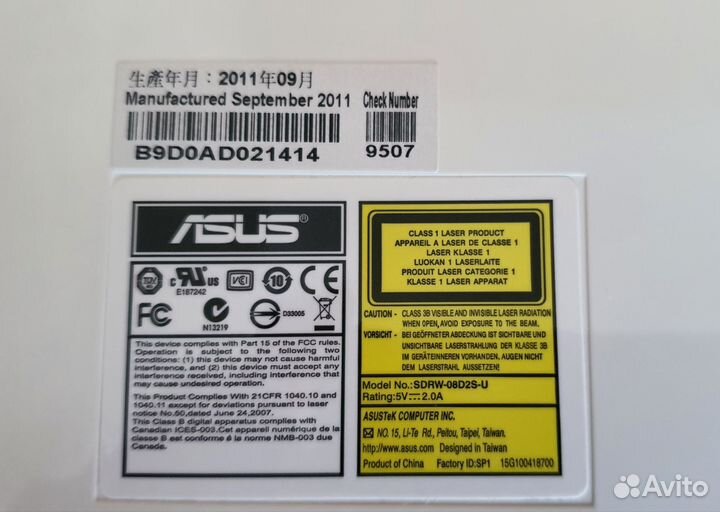 生產年月：2011年09月
Manufactured September 2011
Check Number
B9D0AD021414
9507
ASUS®
c US
E187242
VCI
10
CE
FC
N13219
D33005
This device complies with Part 15 of the FCC rules.
Operation is subject to the following two
conditions: (1) this device may not cause harmful
interference, and (2) this device must accept any
interference received, including interference that
may cause undesired operation.
This Product Complies With 21CFR 1040.10 and
1040.11 except for deviations pursuant to laser
notice No.50,dated June 24,2007.
This Class B digital apparatus complies with
Canadian ICES-003.Cet appareil numérique de la
classe B est conforme é la norme NMB-003 due
Canada.
CLASS 1 LASER PRODUCT
APPAREIL A LASER DE CLASSE 1
LASER KLASSE 1
LUOKAN 1 LASERLAITE
PRODUIT LASER CATEGORIE 1
KLASSE 1 LASER APPARAT
CAUTION - CLASS 3B VISIBLE AND INVISIBLE LASER RADIATION
WHEN OPEN,AVOID EXPOSURE TO THE BEAM.
VORSICHT - BEI GEÖFFNETER ABDECKUNG IST SICHTBARE UND
UNSICHTBARE LASERSTRAHLUNG DER KLASSE 3B
IM GERÄTEINNEREN VORHANDEN. AUGEN NICHT
DEM LASERSTRAHL AUSSETZEN!
Model No.:SDRW-08D2S-U
Rating:5V⎓2.0A
ASUSTeK COMPUTER INC.
NO. 15, Li-Te Rd., Peitou, Taiwan,
http://www.asus.com Designed in Taiwan
Product of China Factory ID:SP1 15G100418700
Avito